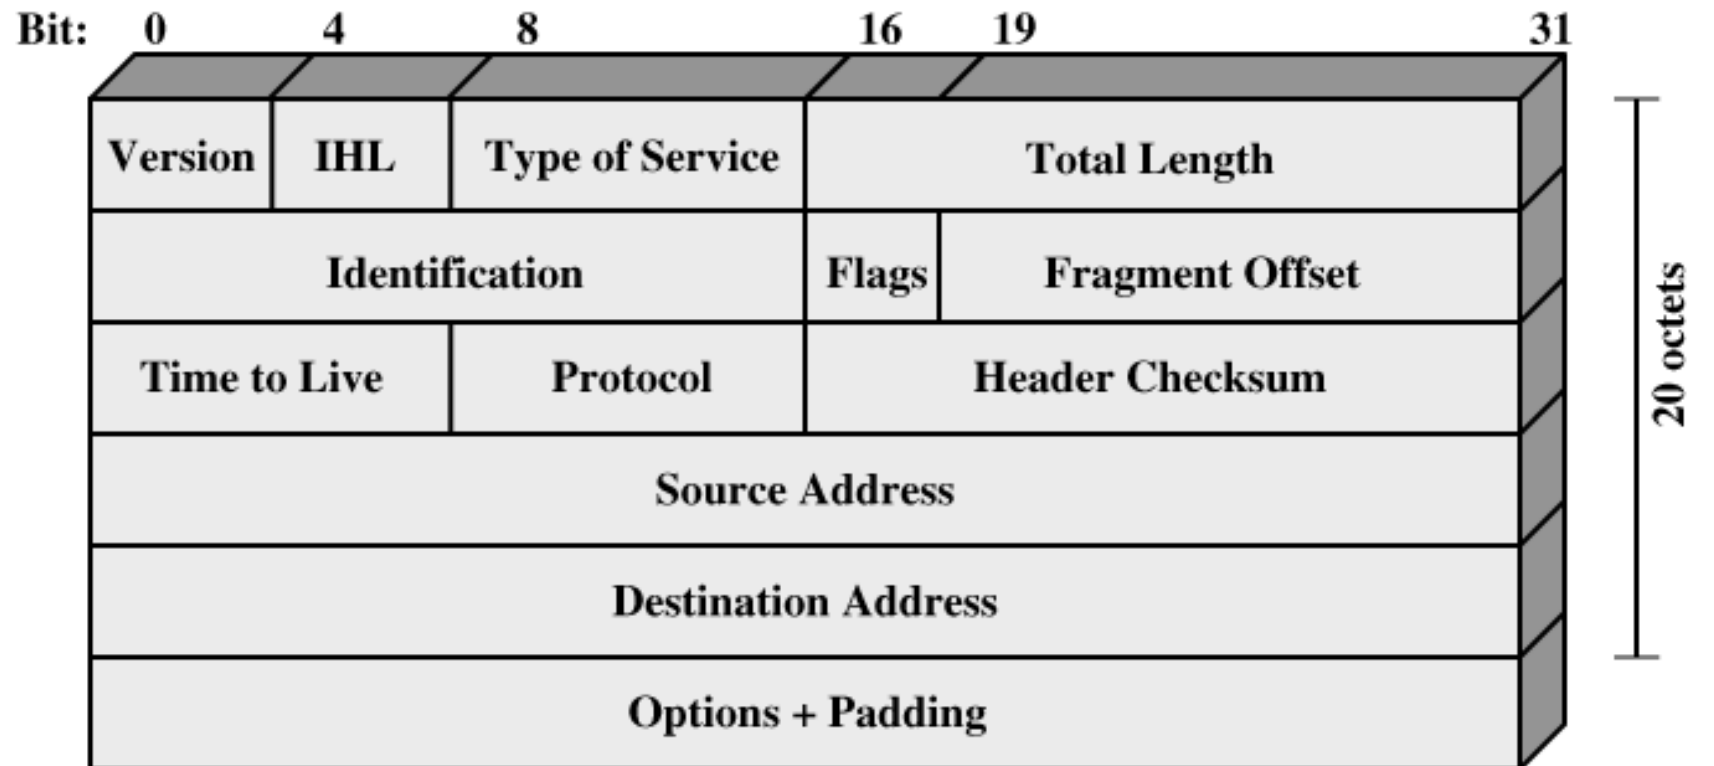 Bit: 0 4 8 16 19 31
Version IHL Type of Service Total Length
Identification Flags Fragment Offset
Time to Live Protocol Header Checksum
Source Address
Destination Address
Options + Padding
20 octets